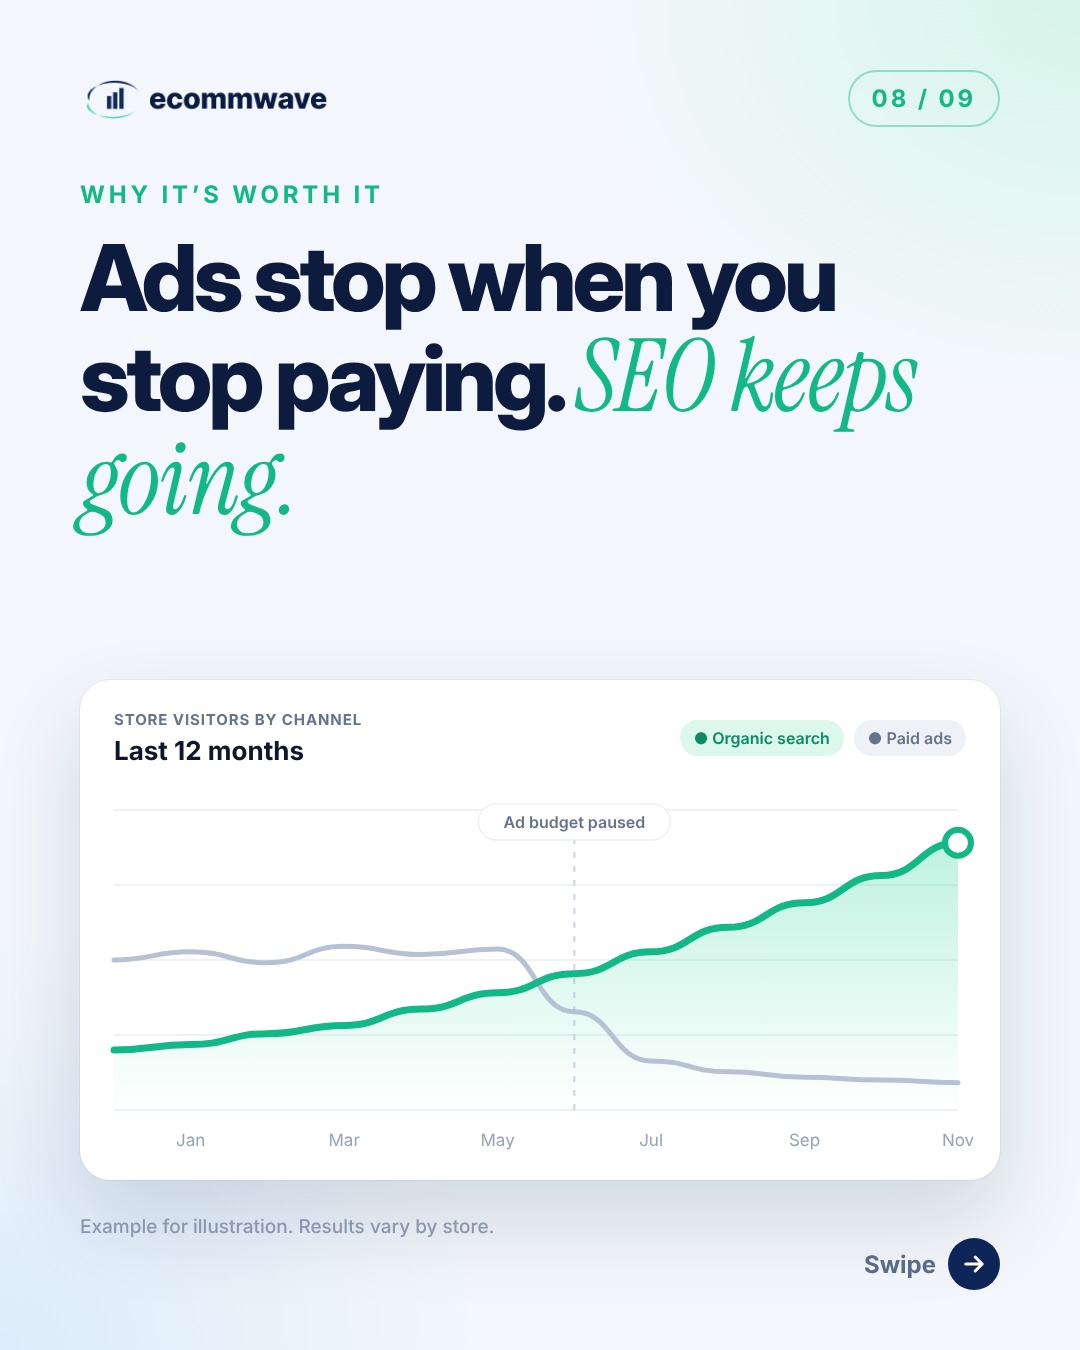 ecommwave
08 / 09
WHY IT’S WORTH IT
Ads stop when you
stop paying. SEO keeps
going.
STORE VISITORS BY CHANNEL
Last 12 months
Organic search
Paid ads
Ad budget paused
Jan Mar May Jul Sep Nov
Example for illustration. Results vary by store.
Swipe